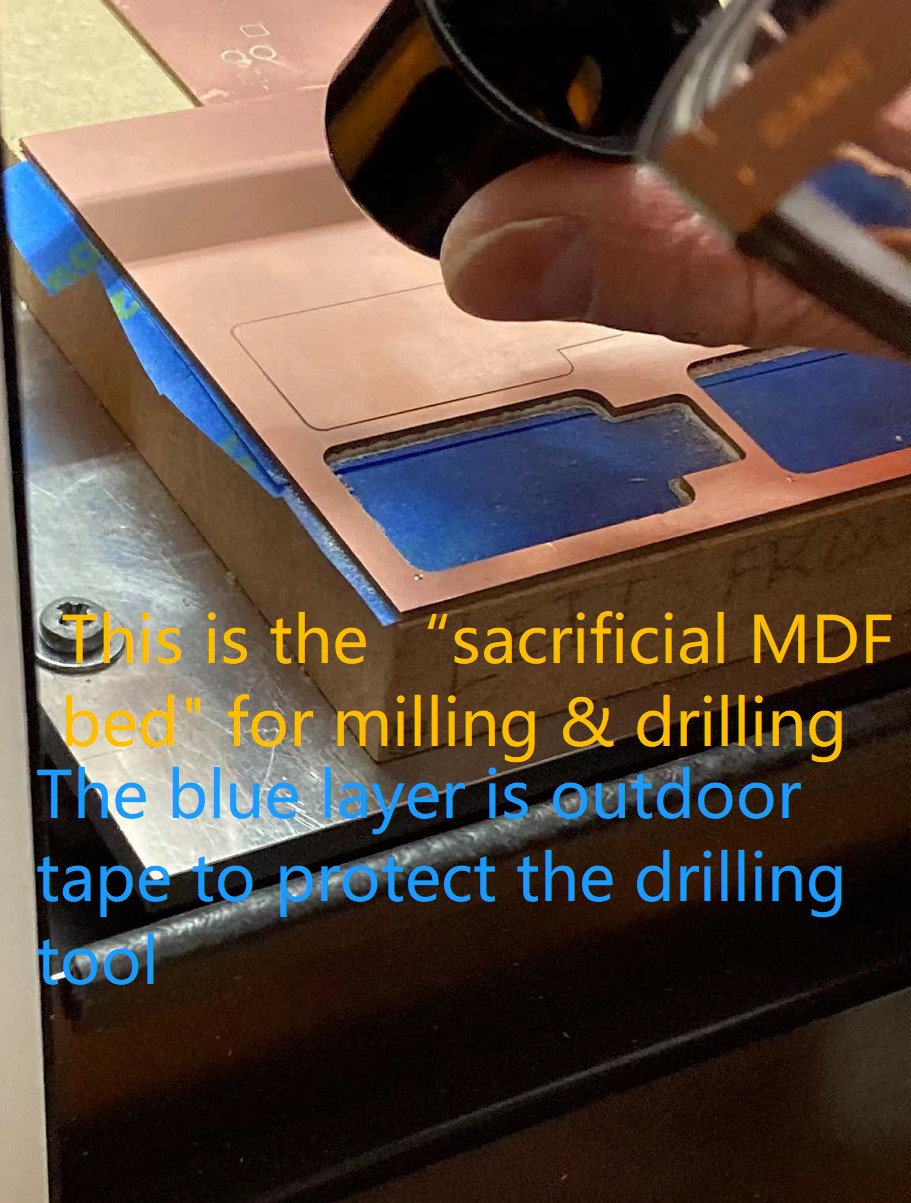 This is the “sacrificial MDF
bed" for milling & drilling
The blue layer is outdoor
tape to protect the drilling
tool